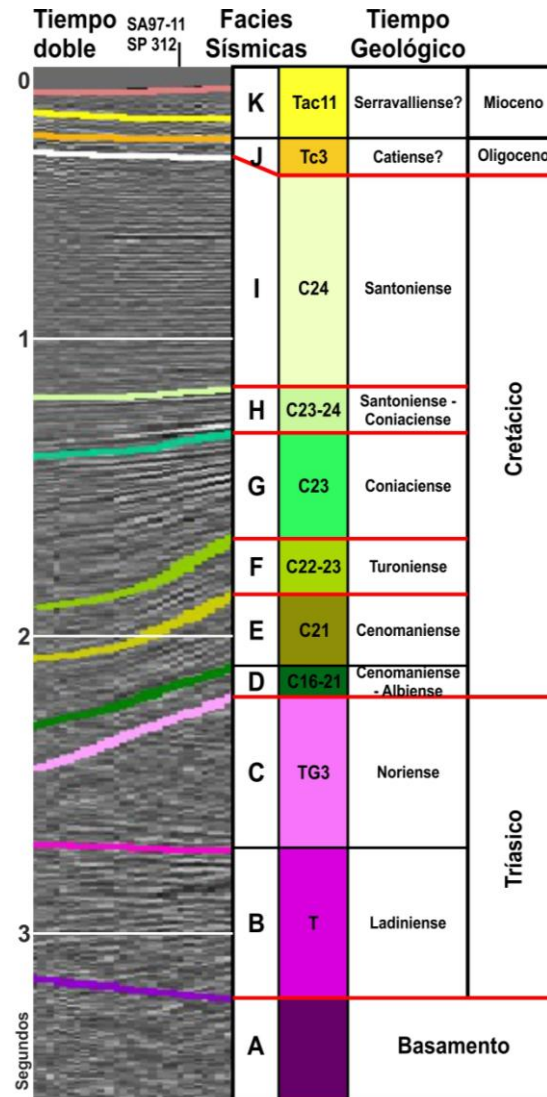 Tiempo doble
SA97-11
SP 312
Facies Sísmicas
Tiempo Geológico
0
K
Tac11
Serravalliense?
Mioceno
J
Tc3
Catiense?
Oligoceno
I
C24
Santoniense
1
H
C23-24
Santoniense -
Coniaciense
Cretácico
G
C23
Coniaciense
F
C22-23
Turoniense
2
E
C21
Cenomaniense
D
C16-21
Cenomaniense
- Albiense
C
TG3
Noriense
Tríasico
B
T
Ladiniense
3
A
Basamento
Segundos